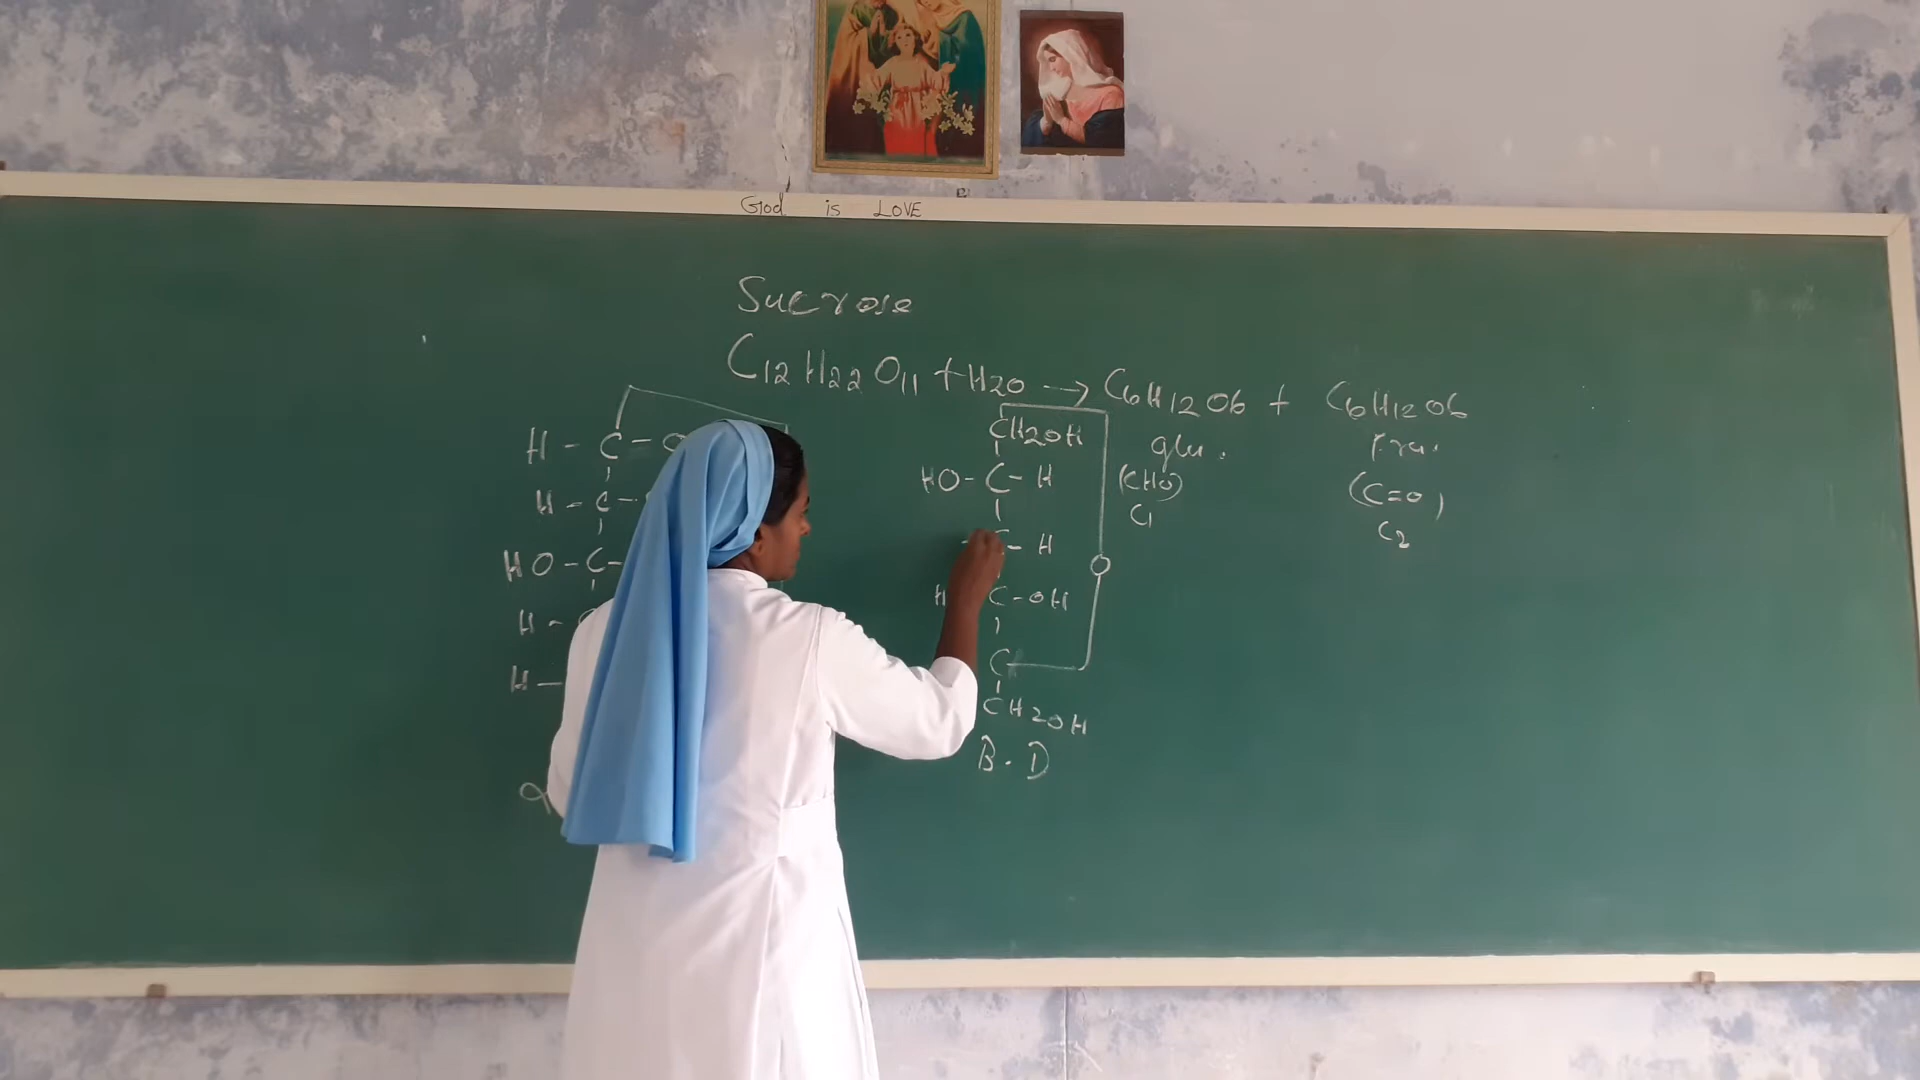 God is LOVE
Sucrose
C12 H22 O11 + H2O → C6H12O6 + C6H12O6
glu. Fru.
(CHO) (C=O)
C1 C2
H - C - O
H - C -
HO - C -
H -
H -
α
CH2OH
HO - C - H
C - H
H C - OH
O
C
CH2OH
B. D